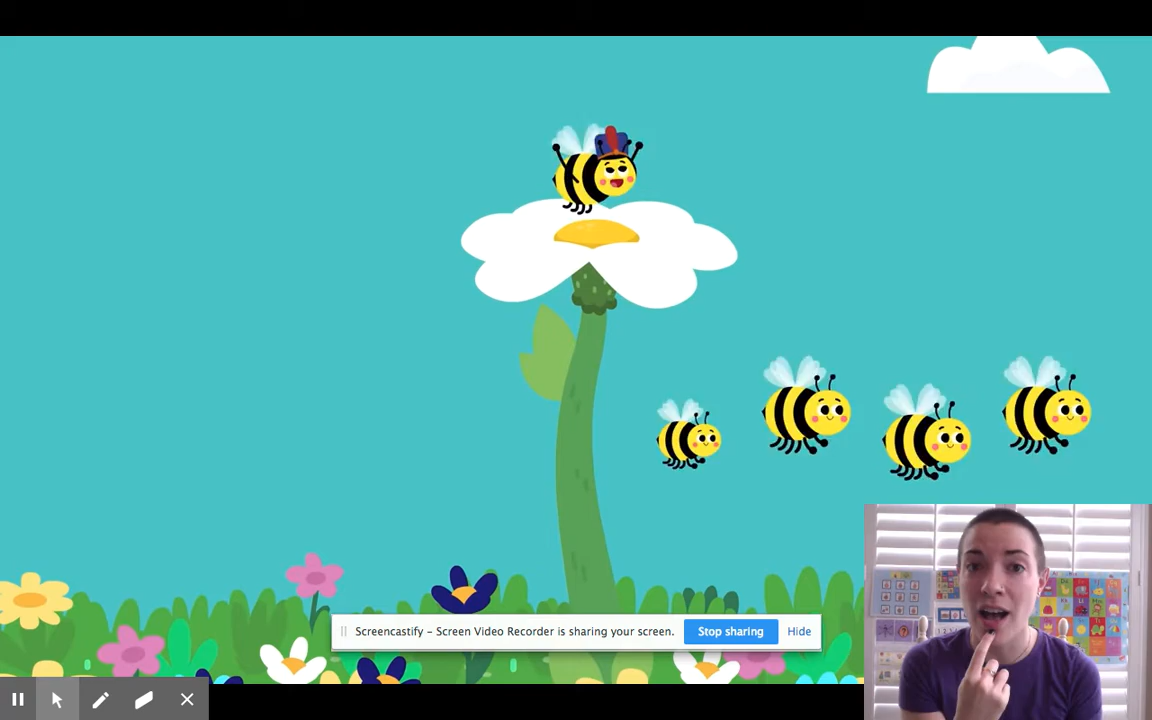 Screencastify – Screen Video Recorder is sharing your screen.
Stop sharing
Hide